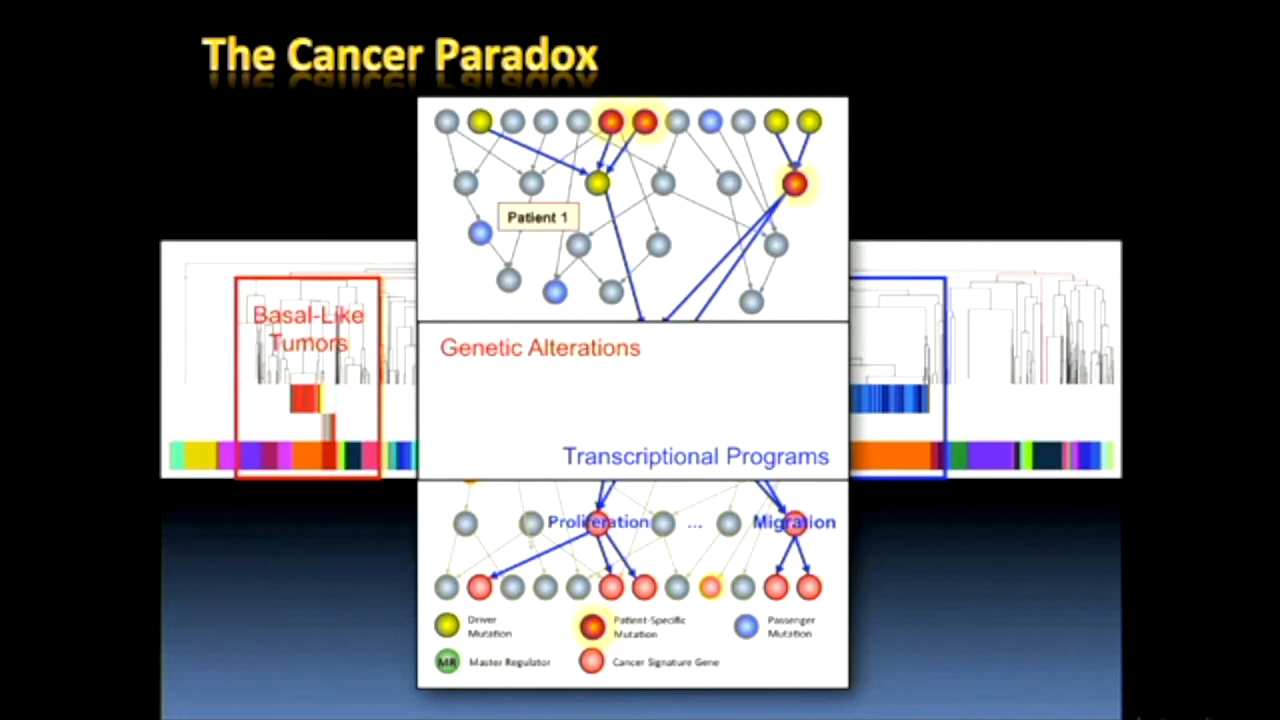 The Cancer Paradox
Patient 1
Basal-Like
Tumors
Genetic Alterations
Transcriptional Programs
Proliferation ... Migration
Driver
Mutation
Patient-Specific
Mutation
Passenger
Mutation
MR Master Regulator
Cancer Signature Gene